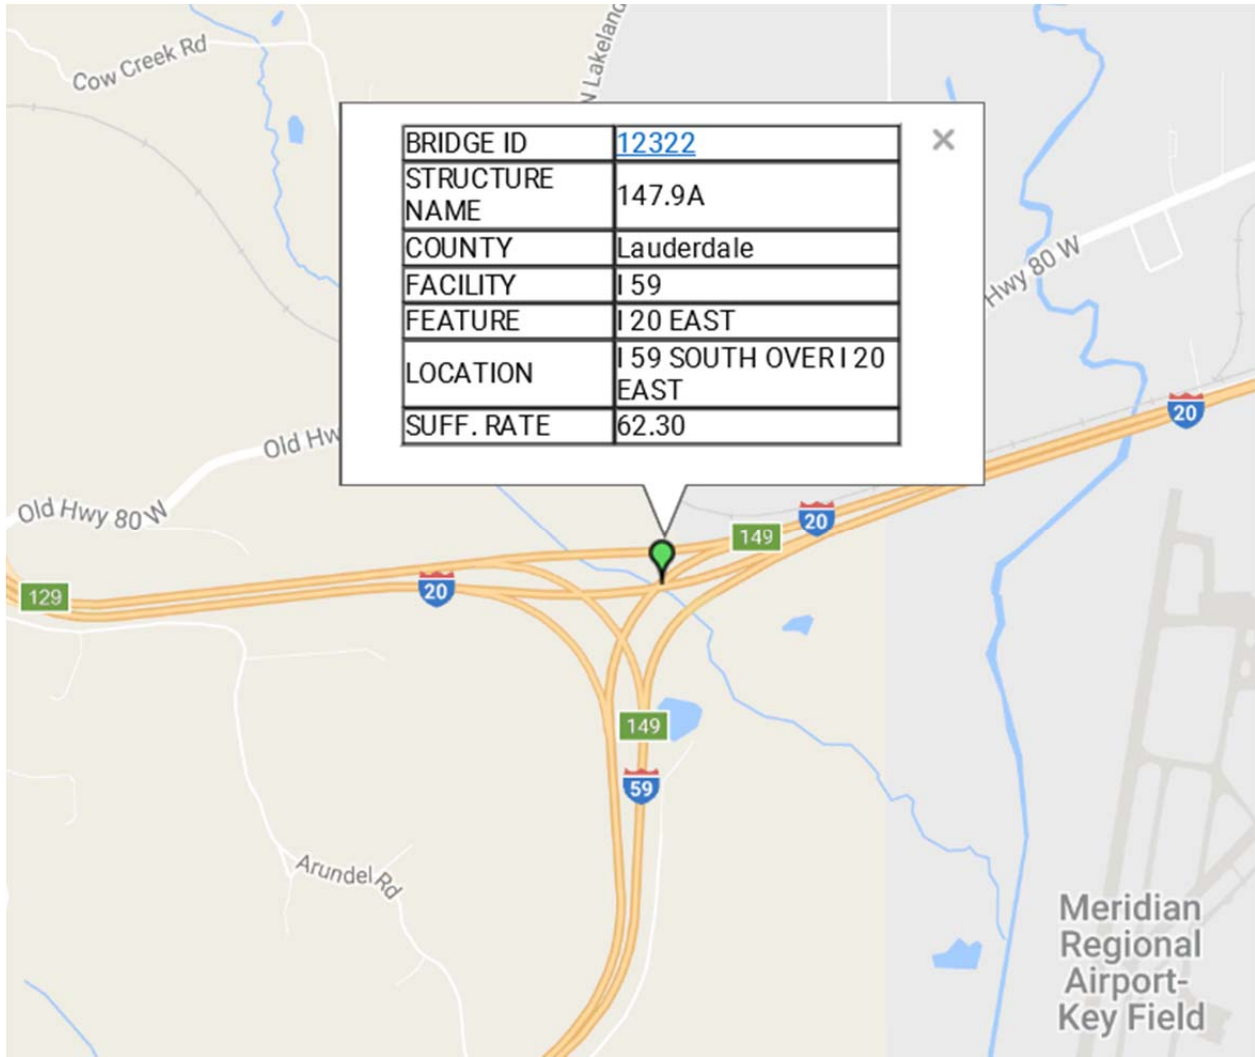 Cow Creek Rd
N Lakeland
BRIDGE ID 12322
STRUCTURE
NAME 147.9A
COUNTY Lauderdale
FACILITY I 59
FEATURE I 20 EAST
LOCATION I 59 SOUTH OVER I 20
EAST
SUFF. RATE 62.30
×
Hwy 80 W
Old Hw
Old Hwy 80 W
20
20
149
20
129
149
59
Arundel Rd
Meridian
Regional
Airport-
Key Field